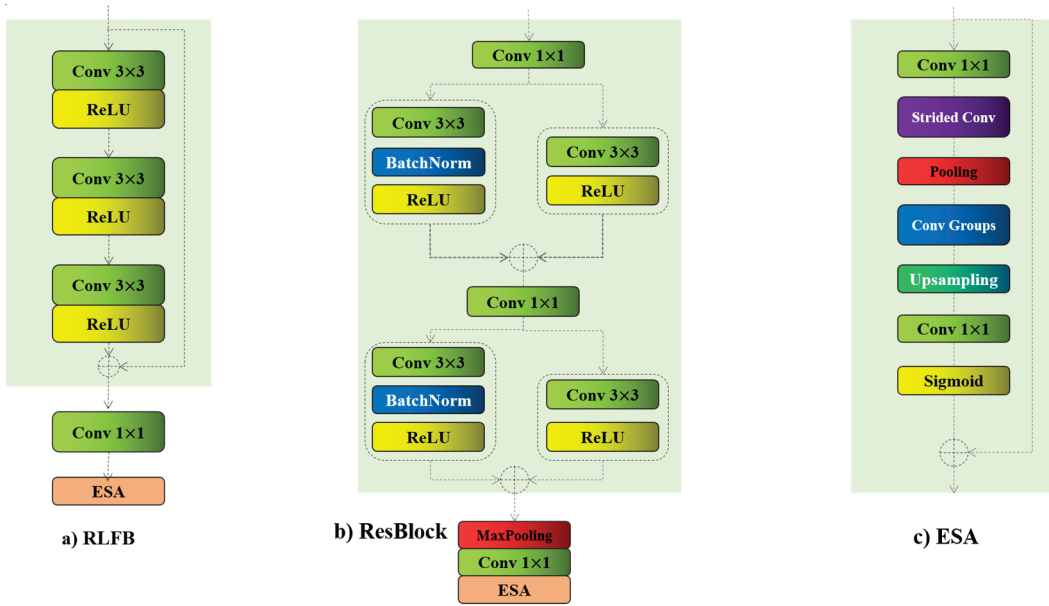 Conv 3×3
ReLU
Conv 3×3
ReLU
Conv 3×3
ReLU
Conv 1×1
ESA
a) RLFB
Conv 1×1
Conv 3×3
BatchNorm
ReLU
Conv 3×3
ReLU
Conv 1×1
Conv 3×3
BatchNorm
ReLU
Conv 3×3
ReLU
b) ResBlock
MaxPooling
Conv 1×1
ESA
Conv 1×1
Strided Conv
Pooling
Conv Groups
Upsampling
Conv 1×1
Sigmoid
c) ESA